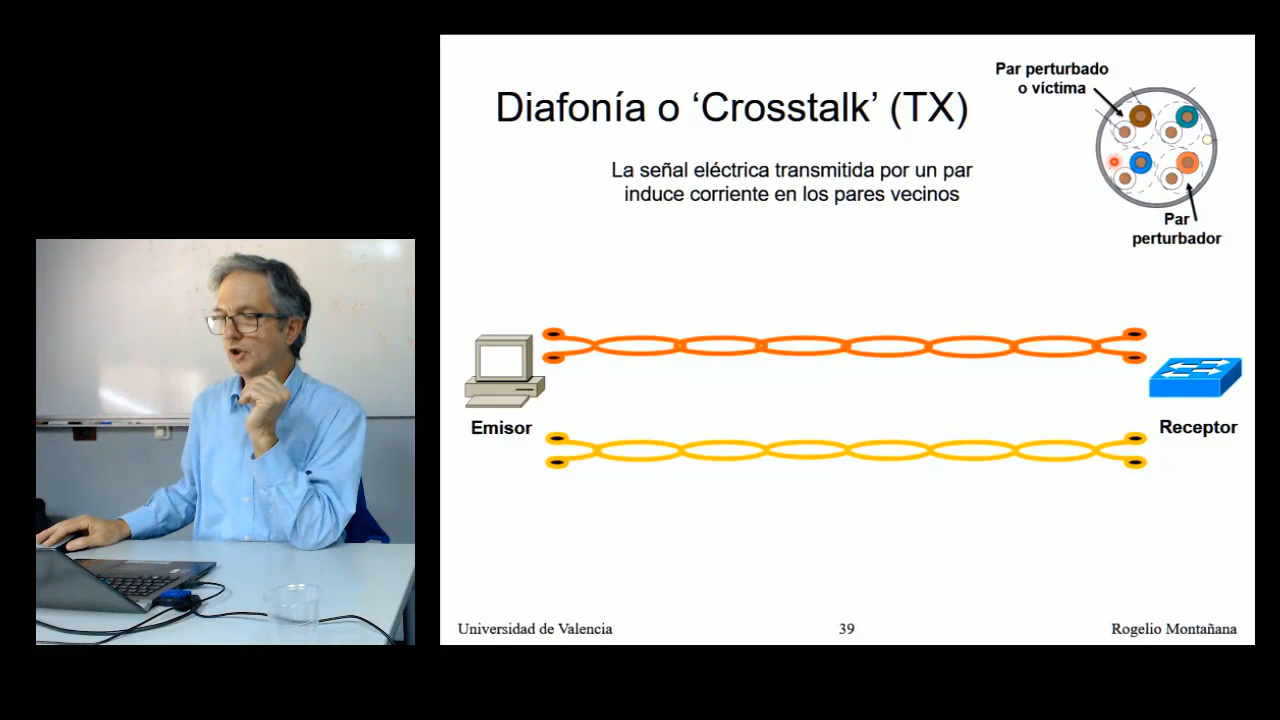 Par perturbado
o víctima
Diafonía o ‘Crosstalk’ (TX)
La señal eléctrica transmitida por un par
induce corriente en los pares vecinos
Par
perturbador
Emisor
Receptor
Universidad de Valencia
39
Rogelio Montañana